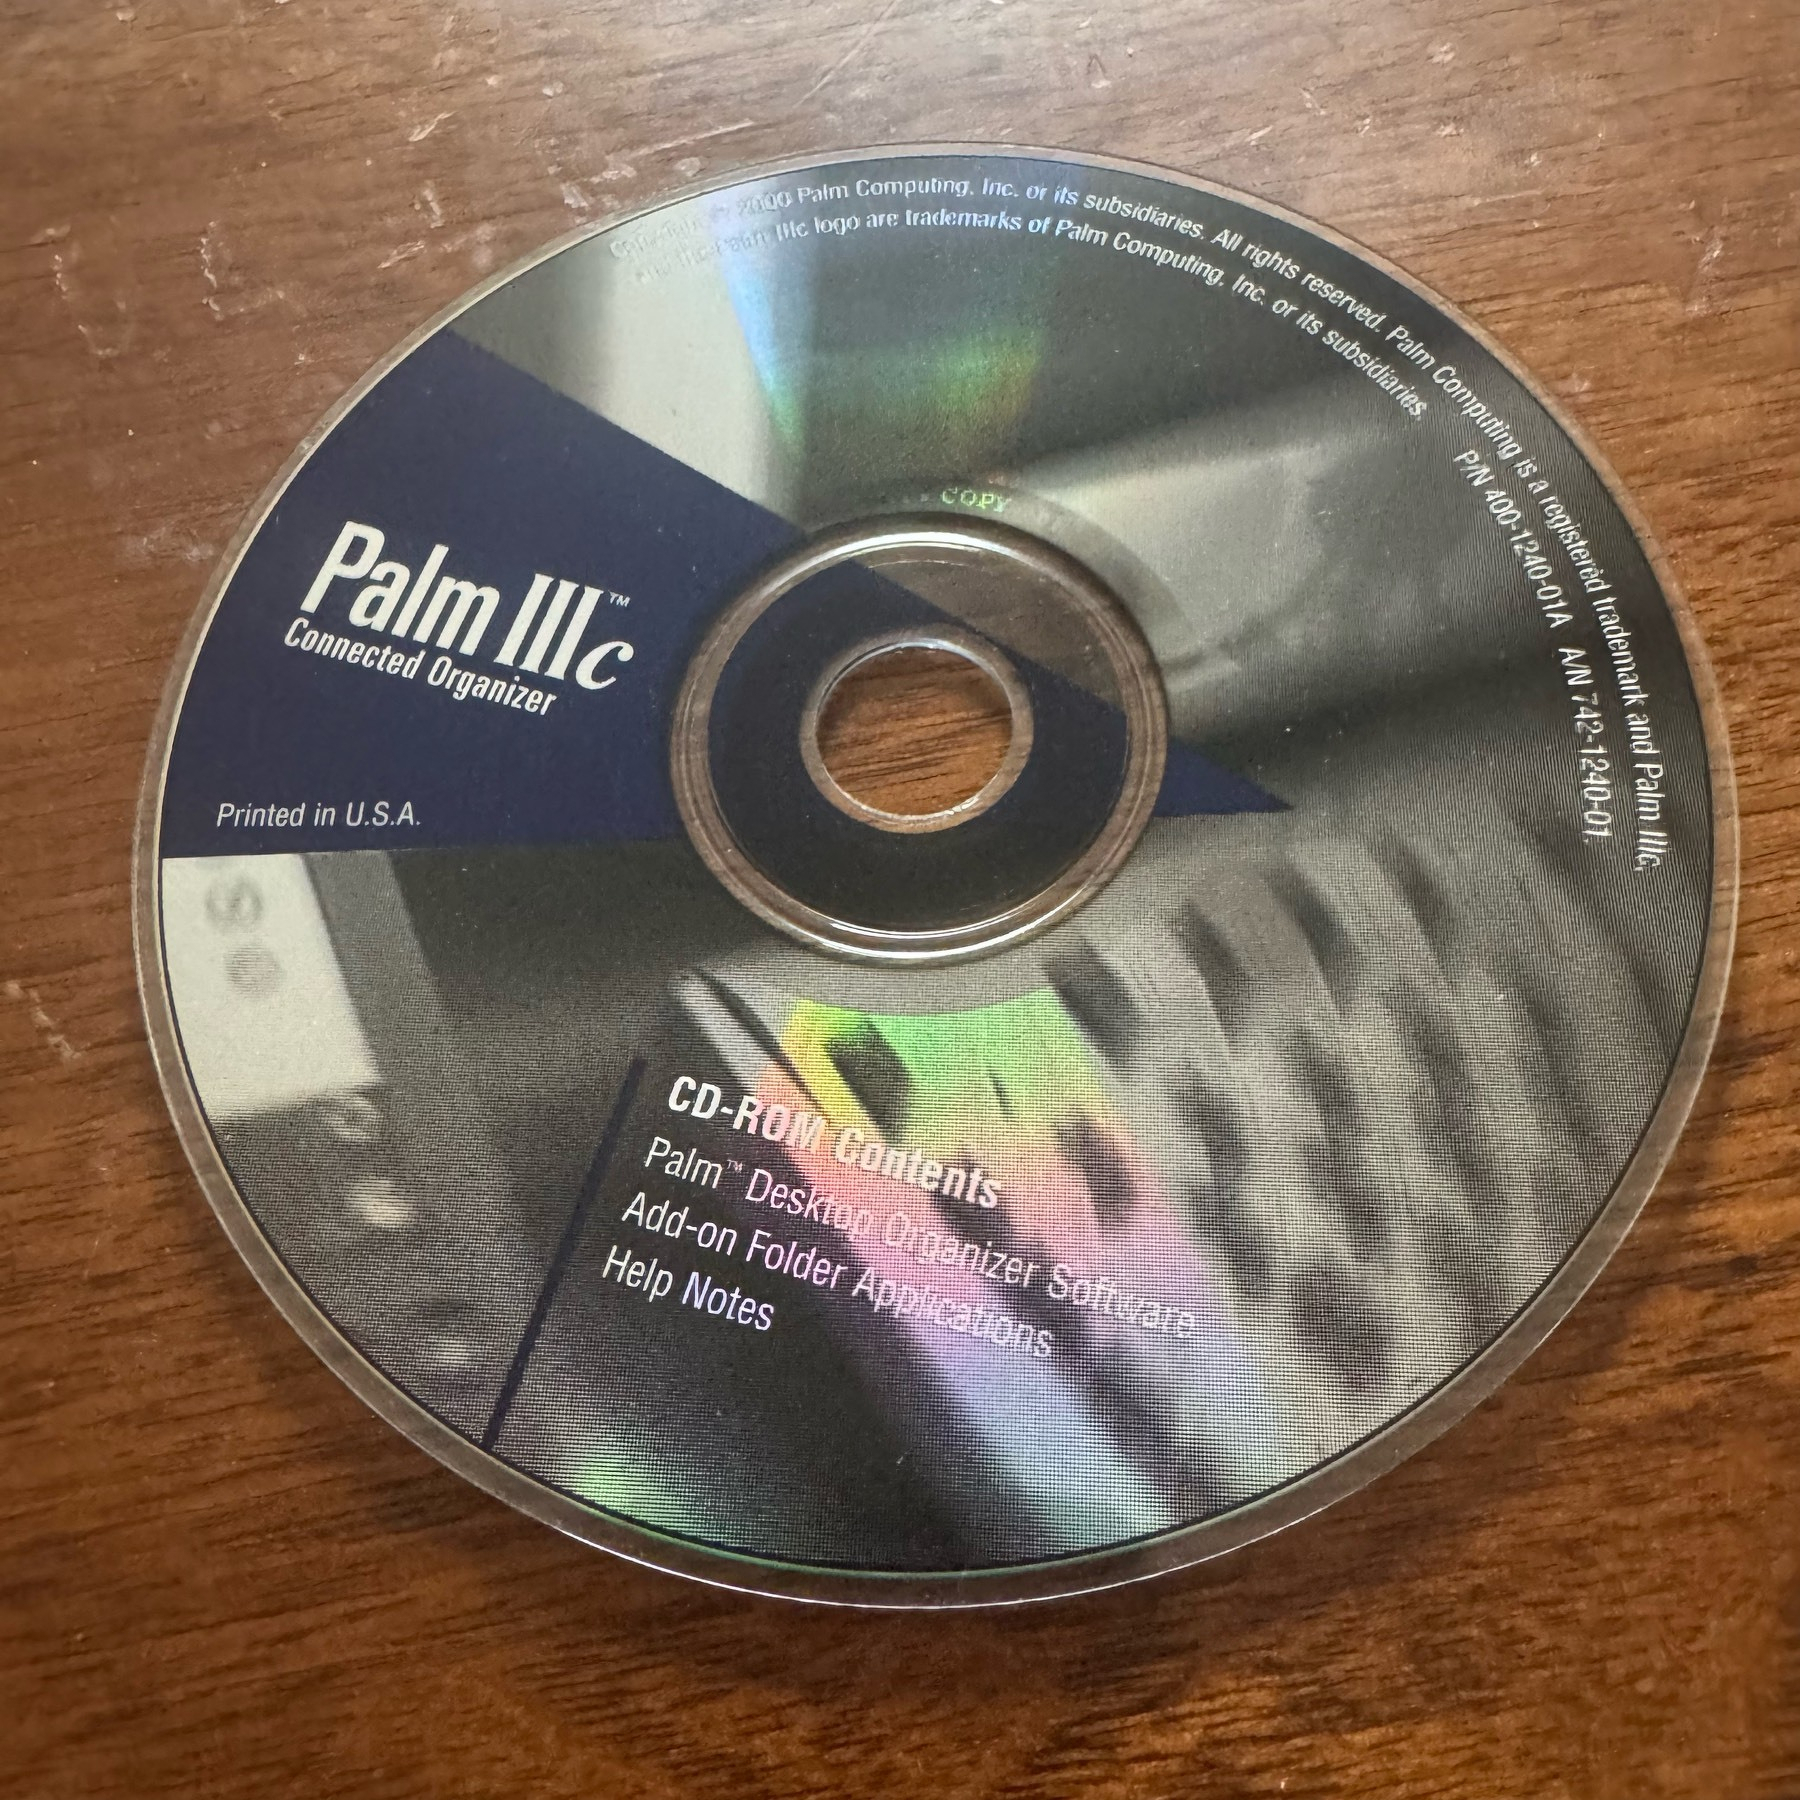 2000 Palm Computing, Inc. or its subsidiaries. All rights reserved. Palm Computing is a registered trademark and Palm IIIc
IIIc logo are trademarks of Palm Computing, Inc. or its subsidiaries.
P/N 400-1240-01A A/N 742-1240-01.
COPY
Palm IIIc™
Connected Organizer
Printed in U.S.A.
CD-ROM Contents
Palm™ Desktop Organizer Software
Add-on Folder Applications
Help Notes